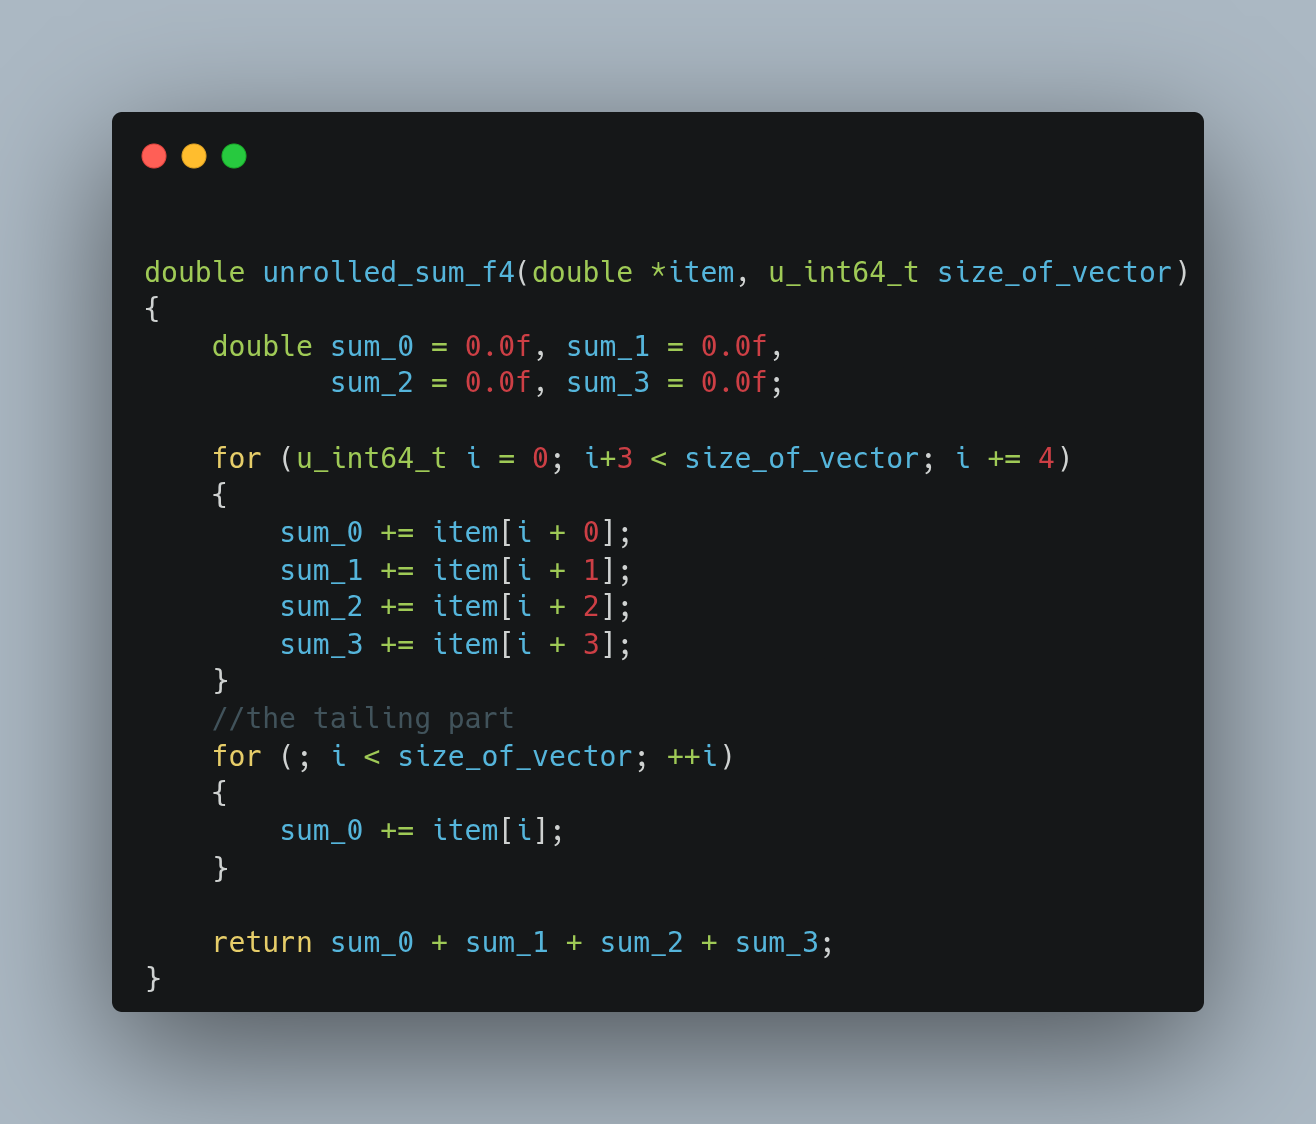 double unrolled_sum_f4(double *item, u_int64_t size_of_vector)
{
    double sum_0 = 0.0f, sum_1 = 0.0f,
           sum_2 = 0.0f, sum_3 = 0.0f;

    for (u_int64_t i = 0; i+3 < size_of_vector; i += 4)
    {
        sum_0 += item[i + 0];
        sum_1 += item[i + 1];
        sum_2 += item[i + 2];
        sum_3 += item[i + 3];
    }
    //the tailing part
    for (; i < size_of_vector; ++i)
    {
        sum_0 += item[i];
    }

    return sum_0 + sum_1 + sum_2 + sum_3;
}